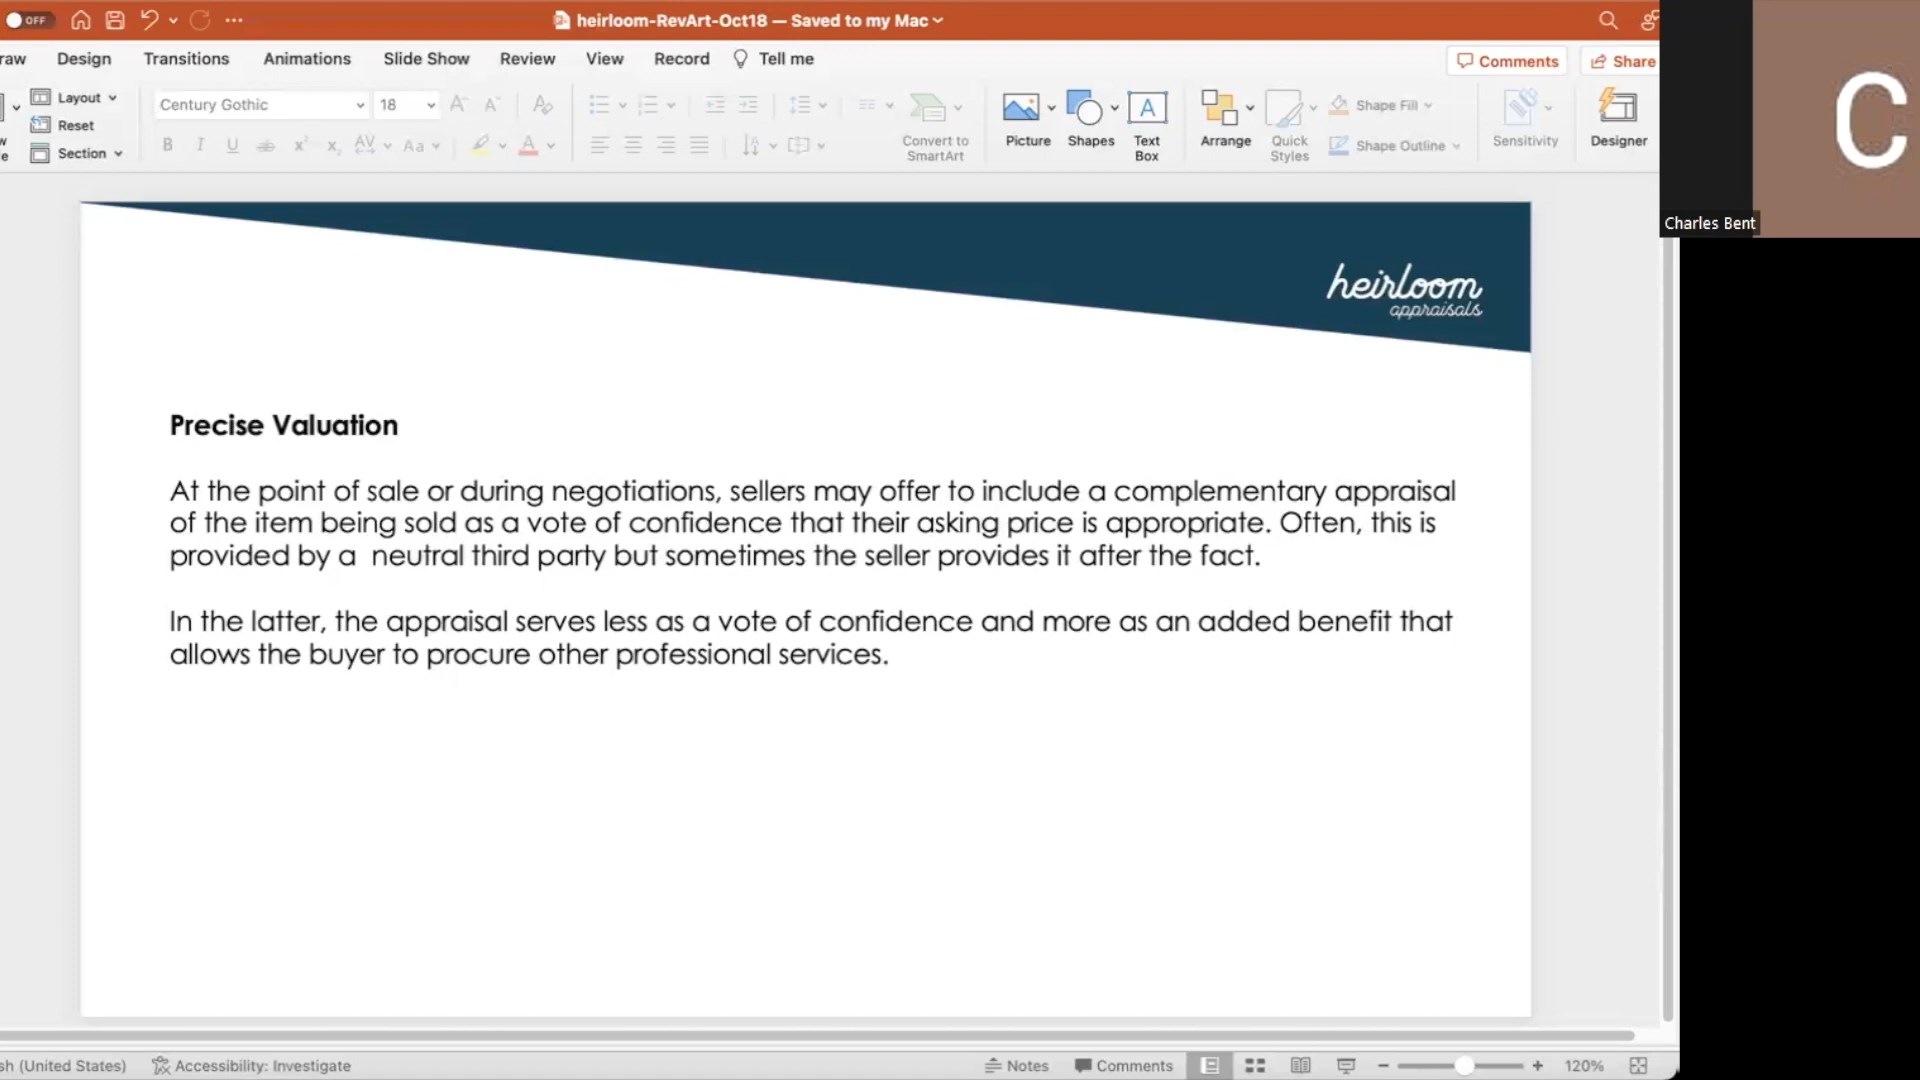 OFF
heirloom-RevArt-Oct18 — Saved to my Mac
raw Design Transitions Animations Slide Show Review View Record Tell me Comments Share
Layout
Reset
Section
Century Gothic 18
Convert to
SmartArt
Picture
Shapes
Text
Box
Arrange
Quick
Styles
Shape Fill
Shape Outline
Sensitivity
Designer
C
Charles Bent
heirloom
appraisals
Precise Valuation
At the point of sale or during negotiations, sellers may offer to include a complementary appraisal
of the item being sold as a vote of confidence that their asking price is appropriate. Often, this is
provided by a  neutral third party but sometimes the seller provides it after the fact.
In the latter, the appraisal serves less as a vote of confidence and more as an added benefit that
allows the buyer to procure other professional services.
sh (United States) Accessibility: Investigate Notes Comments 120%